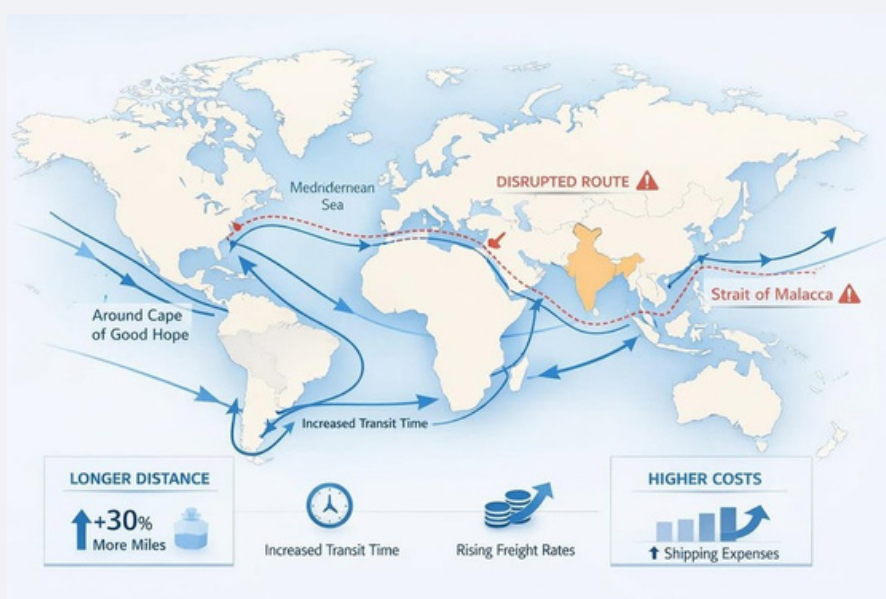 DISRUPTED ROUTE
Medridernean
Sea
Strait of Malacca
Around Cape
of Good Hope
Increased Transit Time
LONGER DISTANCE
+30%
More Miles
Increased Transit Time
Rising Freight Rates
HIGHER COSTS
Shipping Expenses